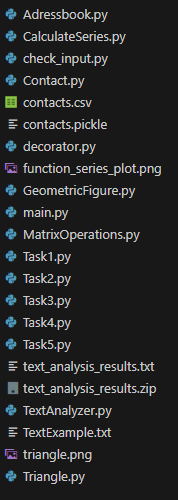 Adressbook.py
CalculateSeries.py
check_input.py
Contact.py
contacts.csv
contacts.pickle
decorator.py
function_series_plot.png
GeometricFigure.py
main.py
MatrixOperations.py
Task1.py
Task2.py
Task3.py
Task4.py
Task5.py
text_analysis_results.txt
text_analysis_results.zip
TextAnalyzer.py
TextExample.txt
triangle.png
Triangle.py